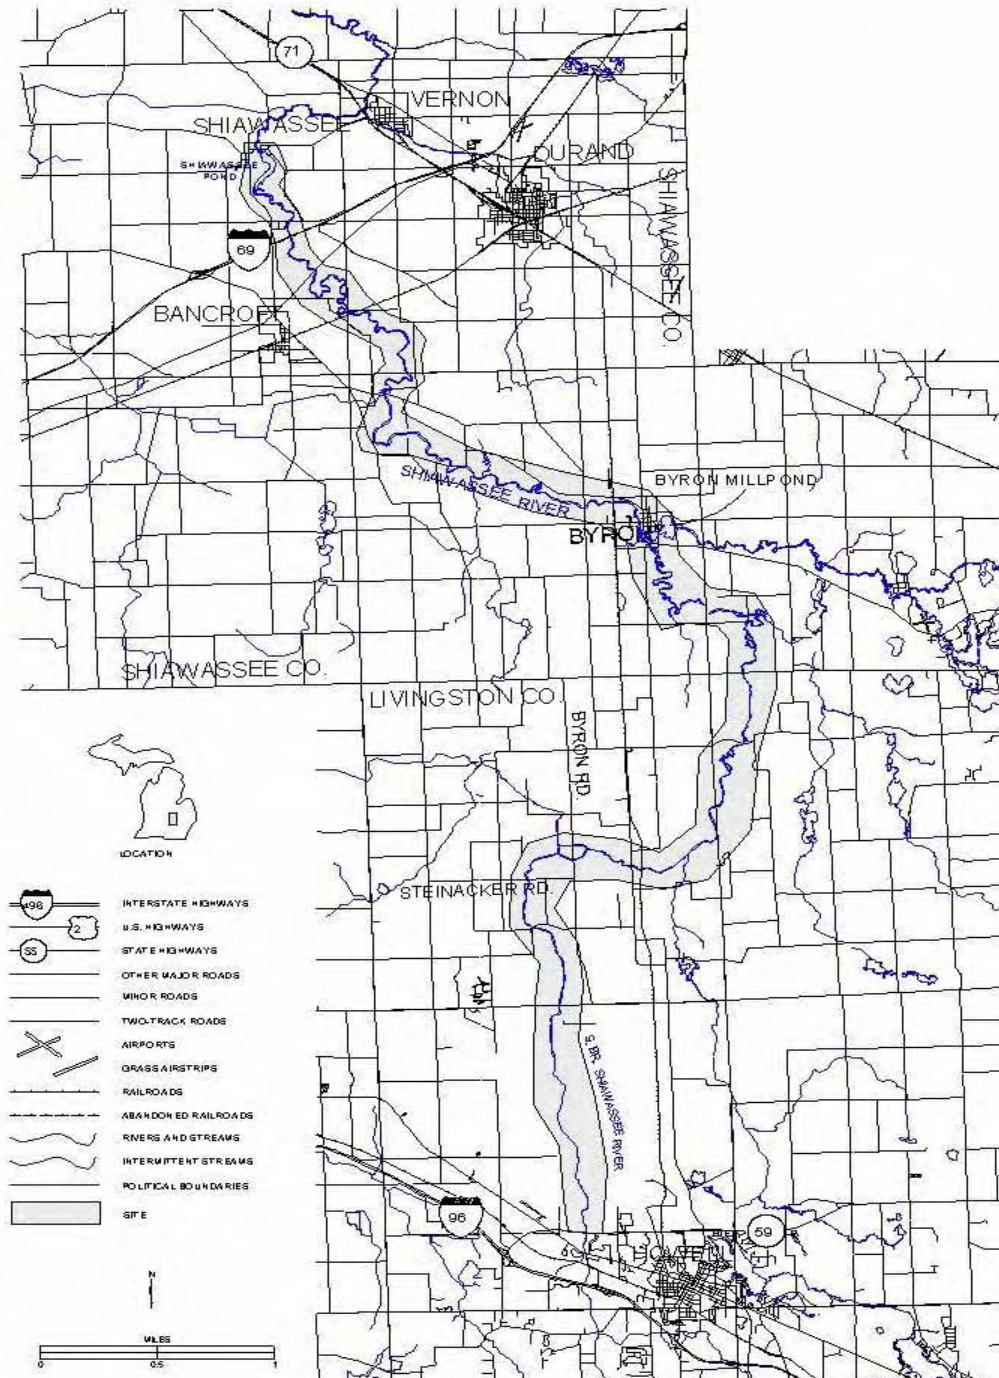 71
VERNON
SHIAWASSEE
DURAND
SHIAWASSEE
POND
SHIAWASSEE CO.
69
BANCROFT
SHIAWASSEE RIVER
BYRON MILLPOND
BYRON
SHIAWASSEE CO.
LIVINGSTON CO.
BYRON RD.
LOCATION
STEINACKER RD.
496
INTERSTATE HIGHWAYS
2
U.S. HIGHWAYS
55
STATE HIGHWAYS
OTHER MAJOR ROADS
MINOR ROADS
TWO-TRACK ROADS
AIRPORTS
GRASS AIRSTRIPS
RAILROADS
ABANDONED RAILROADS
RIVERS AND STREAMS
INTERMITTENT STREAMS
POLITICAL BOUNDARIES
SITE
S. BR. SHIAWASSEE RIVER
96
59
HOWELL
N
MILES
0 0.5 1